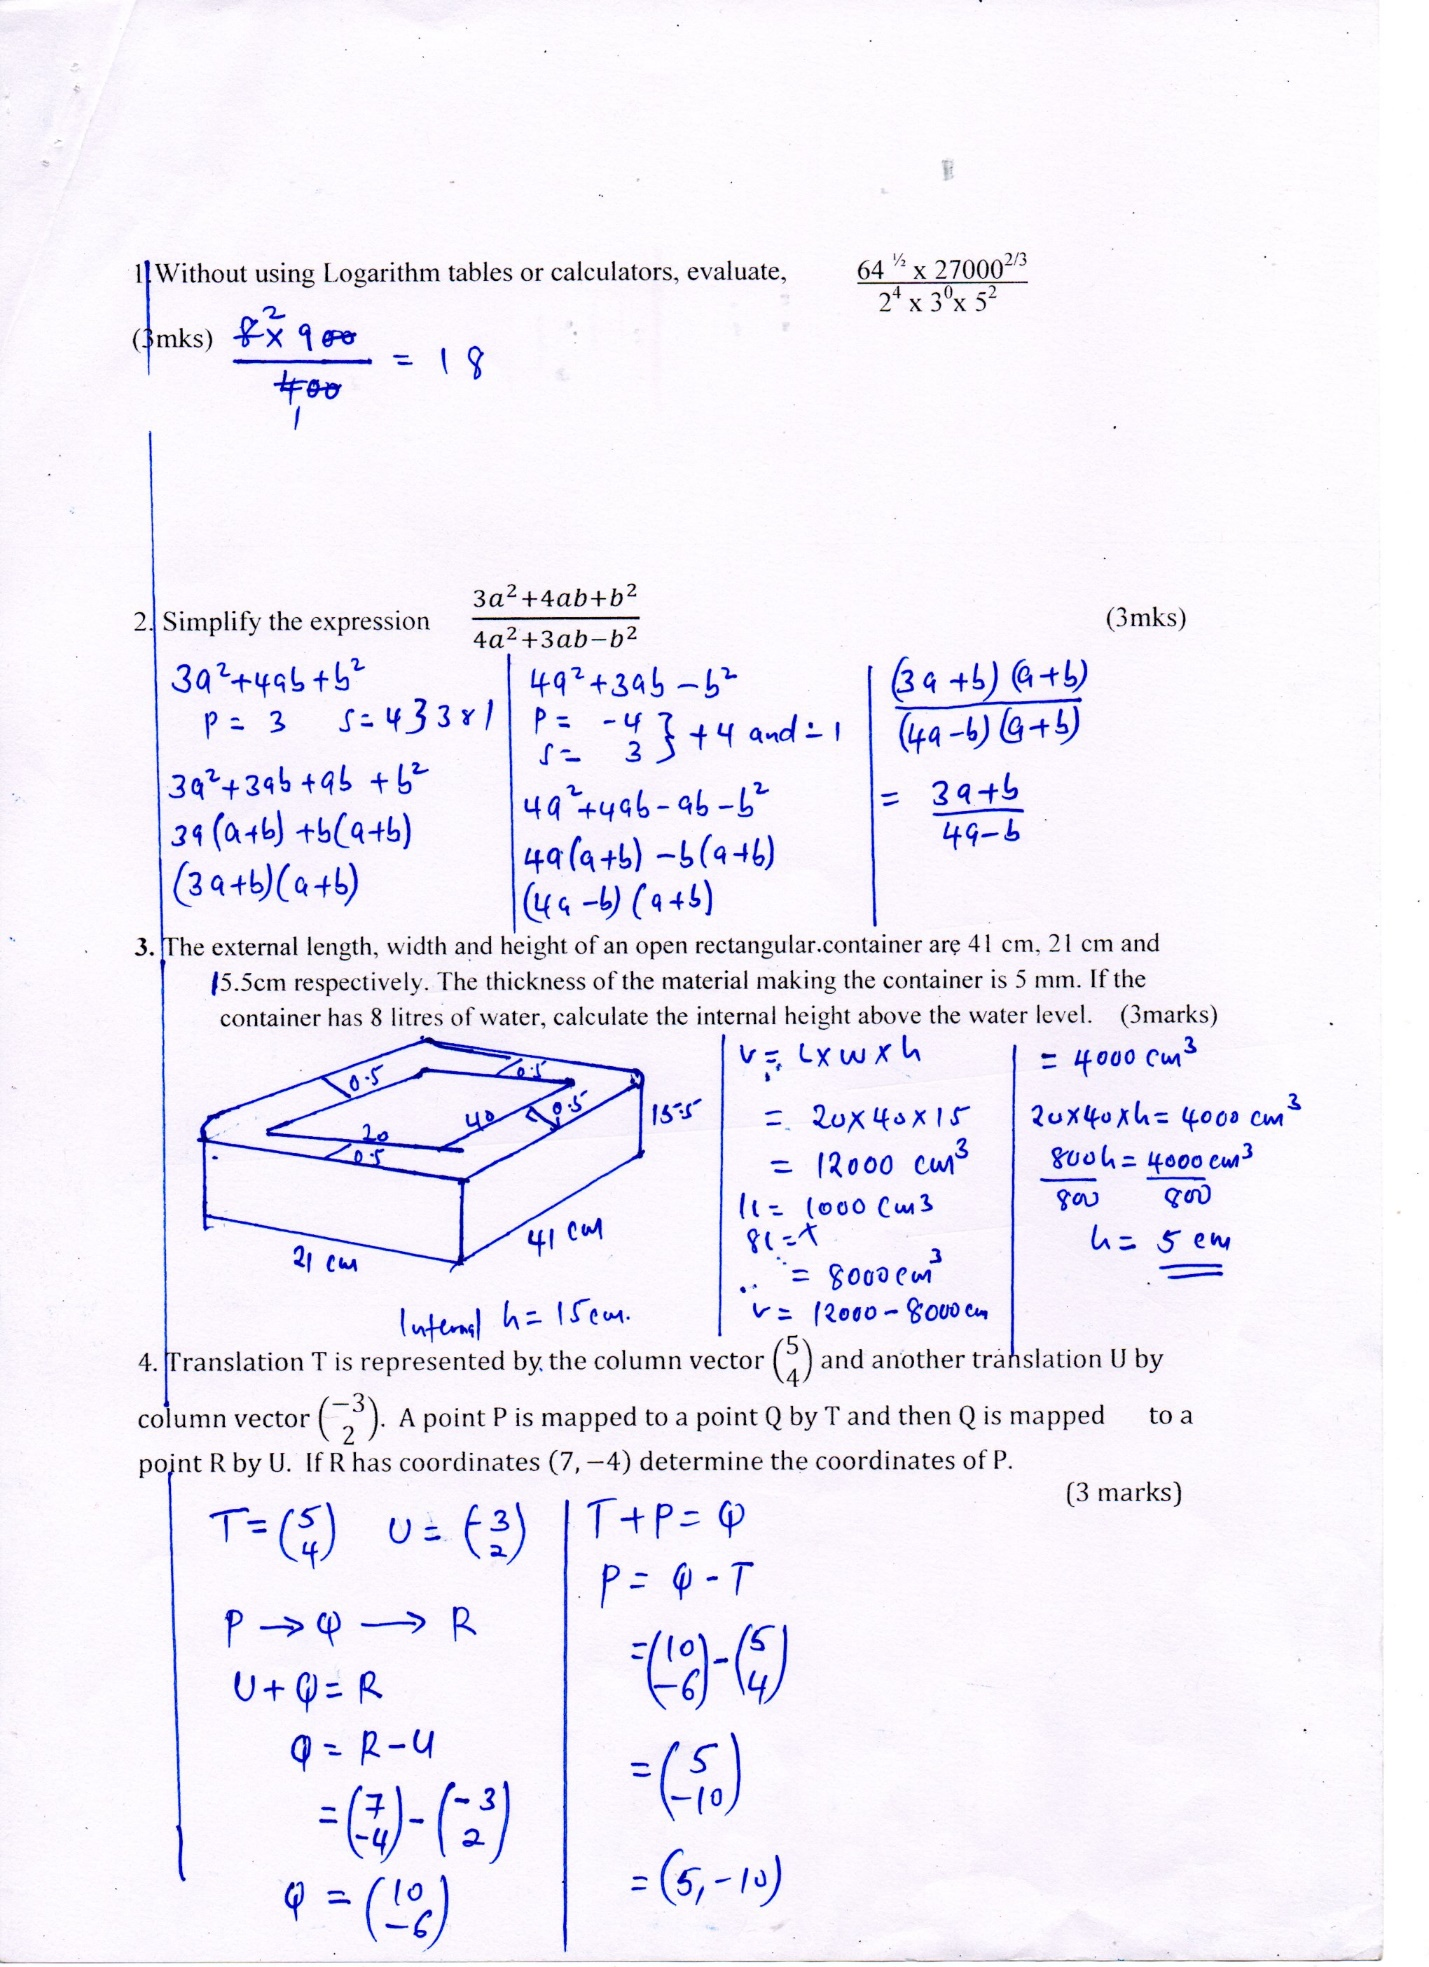 1. Without using Logarithm tables or calculators, evaluate, 64^½ x 27000^2/3
2^4 x 3^0 x 5^2
(3mks) 8^2 x 900
400 = 18
1
2. Simplify the expression 3a²+4ab+b² (3mks)
4a²+3ab−b²
3a²+4ab+b²
P = 3 S=4} 3 & 1
3a²+3ab+ab+b²
3a(a+b)+b(a+b)
(3a+b)(a+b)
4a²+3ab−b²
P = −4
S = 3 } +4 and −1
4a²+4ab−ab−b²
4a(a+b)−b(a+b)
(4a−b)(a+b)
(3a+b)(a+b)
(4a−b)(a+b)
= 3a+b
4a−b
3. The external length, width and height of an open rectangular.container are 41 cm, 21 cm and
15.5cm respectively. The thickness of the material making the container is 5 mm. If the
container has 8 litres of water, calculate the internal height above the water level. (3marks)
0.5
0.5
0.5
40
20
0.5
15.5
41 cm
21 cm
Internal h = 15cm.
V = L x W x h
= 20 x 40 x 15
= 12000 cm³
1l = 1000 cm3
8l = x
∴ = 8000 cm³
V = 12000 − 8000 cm
= 4000 cm³
20x40xh = 4000 cm³
800h = 4000 cm³
800 800
h = 5 cm
4. Translation T is represented by, the column vector (5
4) and another translation U by
column vector (−3
2). A point P is mapped to a point Q by T and then Q is mapped to a
point R by U. If R has coordinates (7, −4) determine the coordinates of P.
(3 marks)
T = (5
4) U = (−3
2)
P → Q → R
U + Q = R
Q = R − U
= (7
−4) − (−3
2)
Q = (10
−6)
T + P = Q
P = Q − T
= (10
−6) − (5
4)
= (5
−10)
= (5, −10)